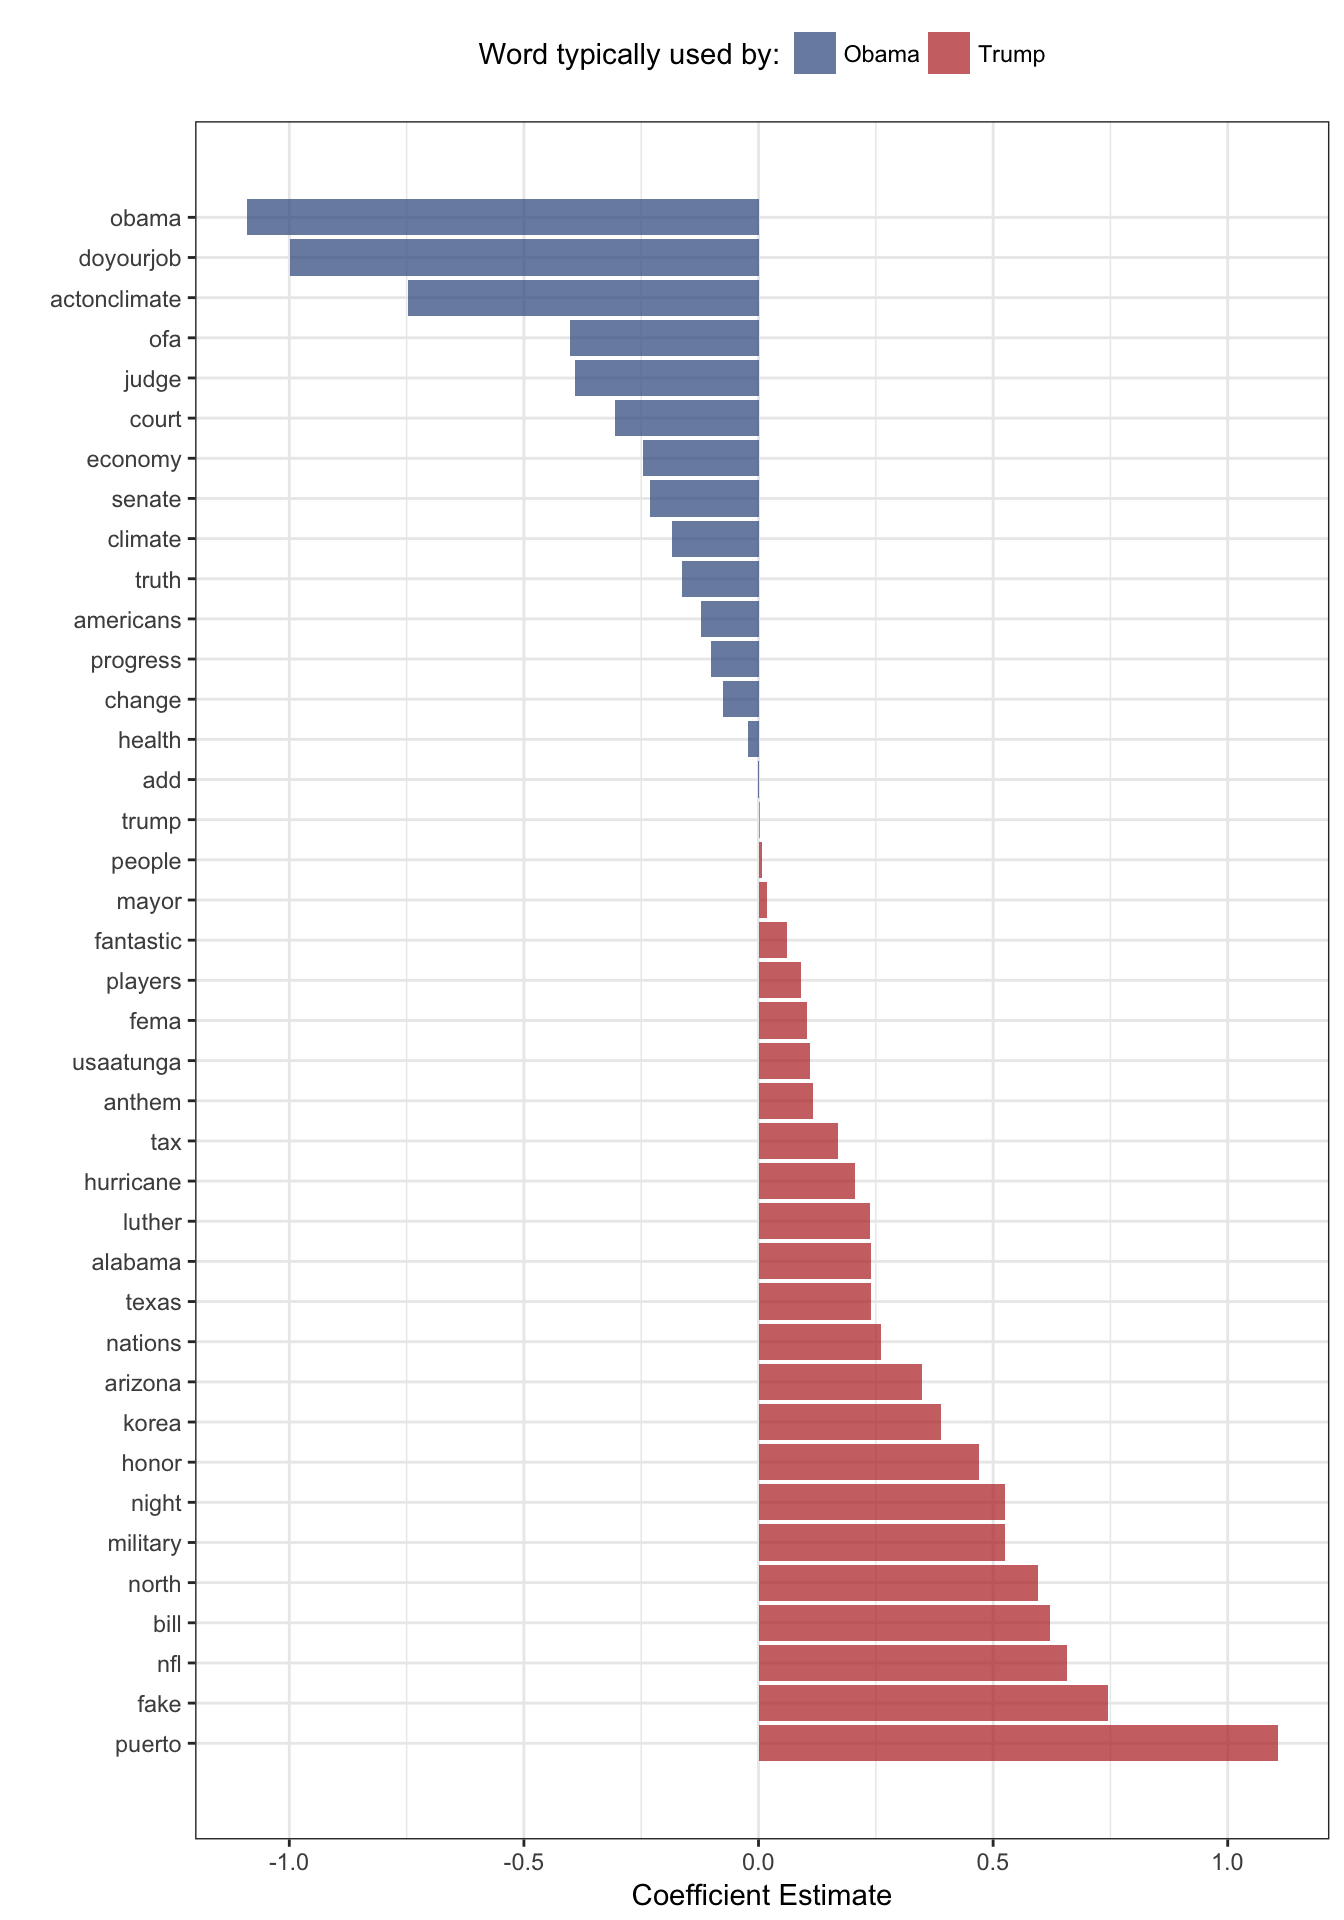 Word typically used by: Obama Trump
obama
doyourjob
actonclimate
ofa
judge
court
economy
senate
climate
truth
americans
progress
change
health
add
trump
people
mayor
fantastic
players
fema
usaatunga
anthem
tax
hurricane
luther
alabama
texas
nations
arizona
korea
honor
night
military
north
bill
nfl
fake
puerto
-1.0 -0.5 0.0 0.5 1.0
Coefficient Estimate